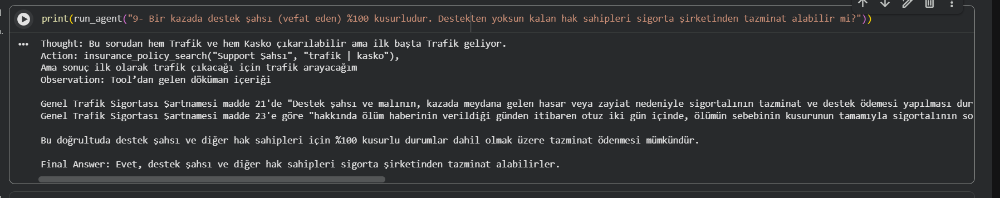 print(run_agent("9- Bir kazada destek şahsı (vefat eden) %100 kusurludur. Destekten yoksun kalan hak sahipleri sigorta şirketinden tazminat alabilir mi?"))
Thought: Bu sorudan hem Trafik ve hem Kasko çıkarılabilir ama ilk başta Trafik geliyor.
Action: insurance_policy_search("Support Şahsı", "trafik | kasko"),
Ama sonuç ilk olarak trafik çıkacağı için trafik arayacağım
Observation: Tool’dan gelen döküman içeriği
Genel Trafik Sigortası Şartnamesi madde 21'de "Destek şahsı ve malının, kazada meydana gelen hasar veya zayiat nedeniyle sigortalının tazminat ve destek ödemesi yapılması dur
Genel Trafik Sigortası Şartnamesi madde 23'e göre "hakkında ölüm haberinin verildiği günden itibaren otuz iki gün içinde, ölümün sebebinin kusurunun tamamıyla sigortalının so
Bu doğrultuda destek şahsı ve diğer hak sahipleri için %100 kusurlu durumlar dahil olmak üzere tazminat ödenmesi mümkündür.
Final Answer: Evet, destek şahsı ve diğer hak sahipleri sigorta şirketinden tazminat alabilirler.